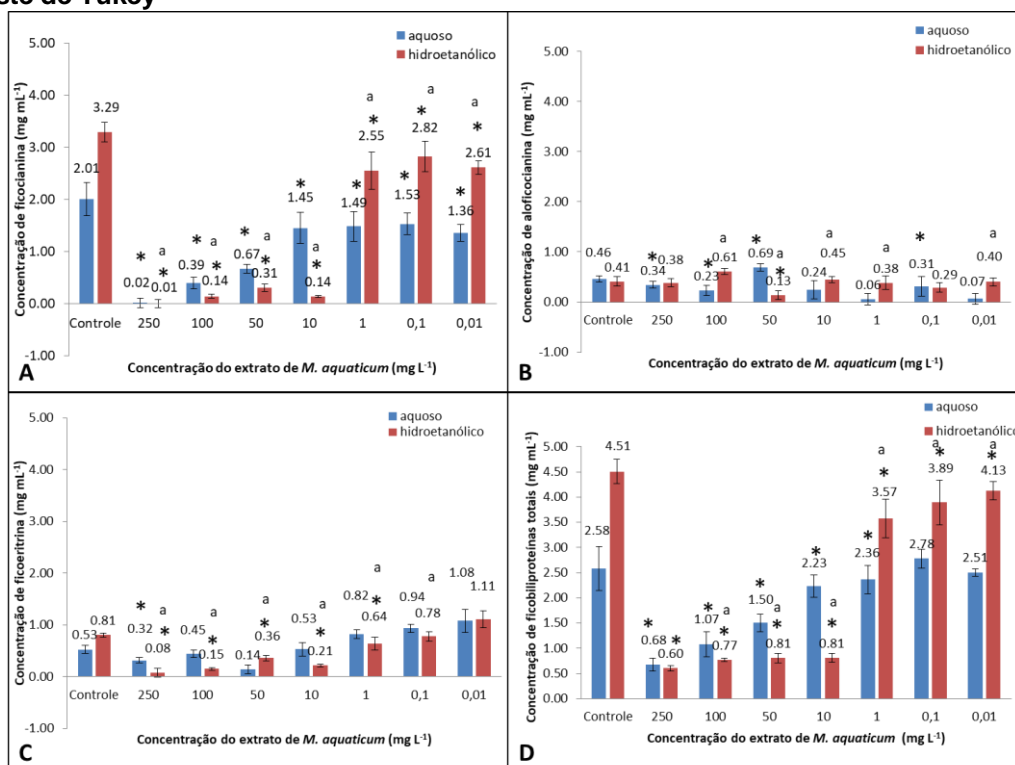 ste de Tukey
5.00
4.00
3.00
2.00
1.00
0.00
-1.00
Concentração de ficocianina (mg mL-1)
aquoso
hidroetanólico
2.01
3.29
*
0.02
a
*
0.01
*
0.39
a
*
0.14
*
0.67
a
*
0.31
*
1.45
a
*
0.14
*
1.49
a
*
2.55
*
1.53
a
*
2.82
*
1.36
a
*
2.61
Controle 250 100 50 10 1 0,1 0,01
Concentração do extrato de M. aquaticum (mg L-1)
A
5.00
4.00
3.00
2.00
1.00
0.00
-1.00
Concentração de aloficocianina (mg mL-1)
aquoso
hidroetanólico
0.46
0.41
*
0.34
0.38
*
0.23
a
0.61
*
0.69
a
*
0.13
0.24
a
0.45
0.06
a
0.38
*
0.31
0.29
0.07
a
0.40
Controle 250 100 50 10 1 0,1 0,01
Concentração do extrato de M. aquaticum (mg L-1)
B
5.00
4.00
3.00
2.00
1.00
0.00
-1.00
Concentração de ficoeritrina (mg mL-1)
aquoso
hidroetanólico
0.53
0.81
*
0.32
a
*
0.08
0.45
a
*
0.15
0.14
a
*
0.36
0.53
a
*
0.21
0.82
a
*
0.64
0.94
a
0.78
1.08
1.11
Controle 250 100 50 10 1 0,1 0,01
Concentração do extrato de M. aquaticum (mg L-1)
C
5.00
4.50
4.00
3.50
3.00
2.50
2.00
1.50
1.00
0.50
0.00
Concentração de ficobiliproteínas totais (mg mL-1)
aquoso
hidroetanólico
2.58
4.51
*
0.68
*
0.60
*
1.07
a
*
0.77
*
1.50
a
*
0.81
*
2.23
a
*
0.81
*
2.36
a
*
3.57
2.78
a
*
3.89
2.51
a
*
4.13
Controle 250 100 50 10 1 0,1 0,01
Concentração do extrato de M. aquaticum (mg L-1)
D